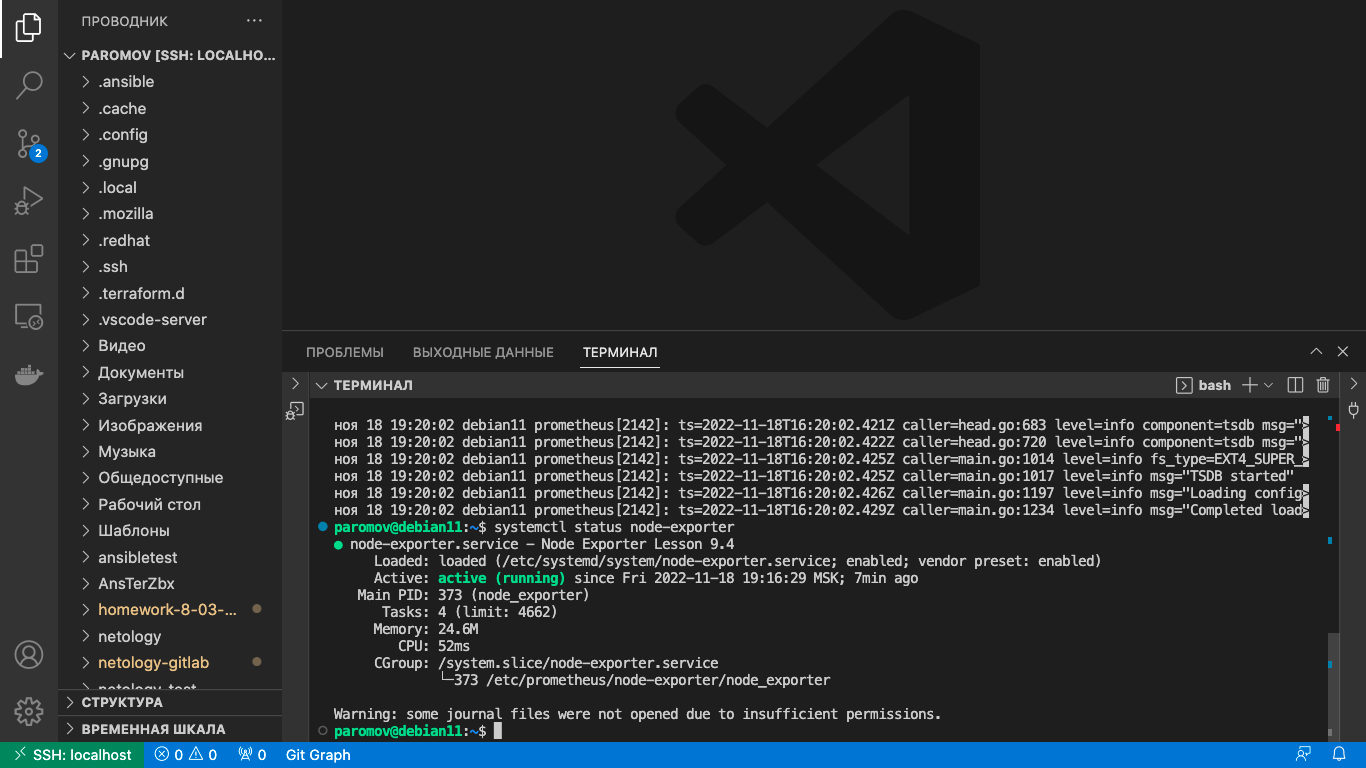 ПРОВОДНИК
PAROMOV [SSH: LOCALHO...
.ansible
.cache
.config
.gnupg
.local
.mozilla
.redhat
.ssh
.terraform.d
.vscode-server
Видео
Документы
Загрузки
Изображения
Музыка
Общедоступные
Рабочий стол
Шаблоны
ansibletest
AnsTerZbx
homework-8-03-...
netology
netology-gitlab
netology-test
СТРУКТУРА
ВРЕМЕННАЯ ШКАЛА
2
ПРОБЛЕМЫ ВЫХОДНЫЕ ДАННЫЕ ТЕРМИНАЛ
ТЕРМИНАЛ bash
ноя 18 19:20:02 debian11 prometheus[2142]: ts=2022-11-18T16:20:02.421Z caller=head.go:683 level=info component=tsdb msg=">
ноя 18 19:20:02 debian11 prometheus[2142]: ts=2022-11-18T16:20:02.422Z caller=head.go:720 level=info component=tsdb msg=">
ноя 18 19:20:02 debian11 prometheus[2142]: ts=2022-11-18T16:20:02.425Z caller=main.go:1014 level=info fs_type=EXT4_SUPER_>
ноя 18 19:20:02 debian11 prometheus[2142]: ts=2022-11-18T16:20:02.425Z caller=main.go:1017 level=info msg="TSDB started"
ноя 18 19:20:02 debian11 prometheus[2142]: ts=2022-11-18T16:20:02.426Z caller=main.go:1197 level=info msg="Loading config>
ноя 18 19:20:02 debian11 prometheus[2142]: ts=2022-11-18T16:20:02.429Z caller=main.go:1234 level=info msg="Completed load>
paromov@debian11:~$ systemctl status node-exporter
● node-exporter.service – Node Exporter Lesson 9.4
Loaded: loaded (/etc/systemd/system/node-exporter.service; enabled; vendor preset: enabled)
Active: active (running) since Fri 2022-11-18 19:16:29 MSK; 7min ago
Main PID: 373 (node_exporter)
Tasks: 4 (limit: 4662)
Memory: 24.6M
CPU: 52ms
CGroup: /system.slice/node-exporter.service
└─373 /etc/prometheus/node-exporter/node_exporter
Warning: some journal files were not opened due to insufficient permissions.
paromov@debian11:~$
SSH: localhost 0 0 0 Git Graph